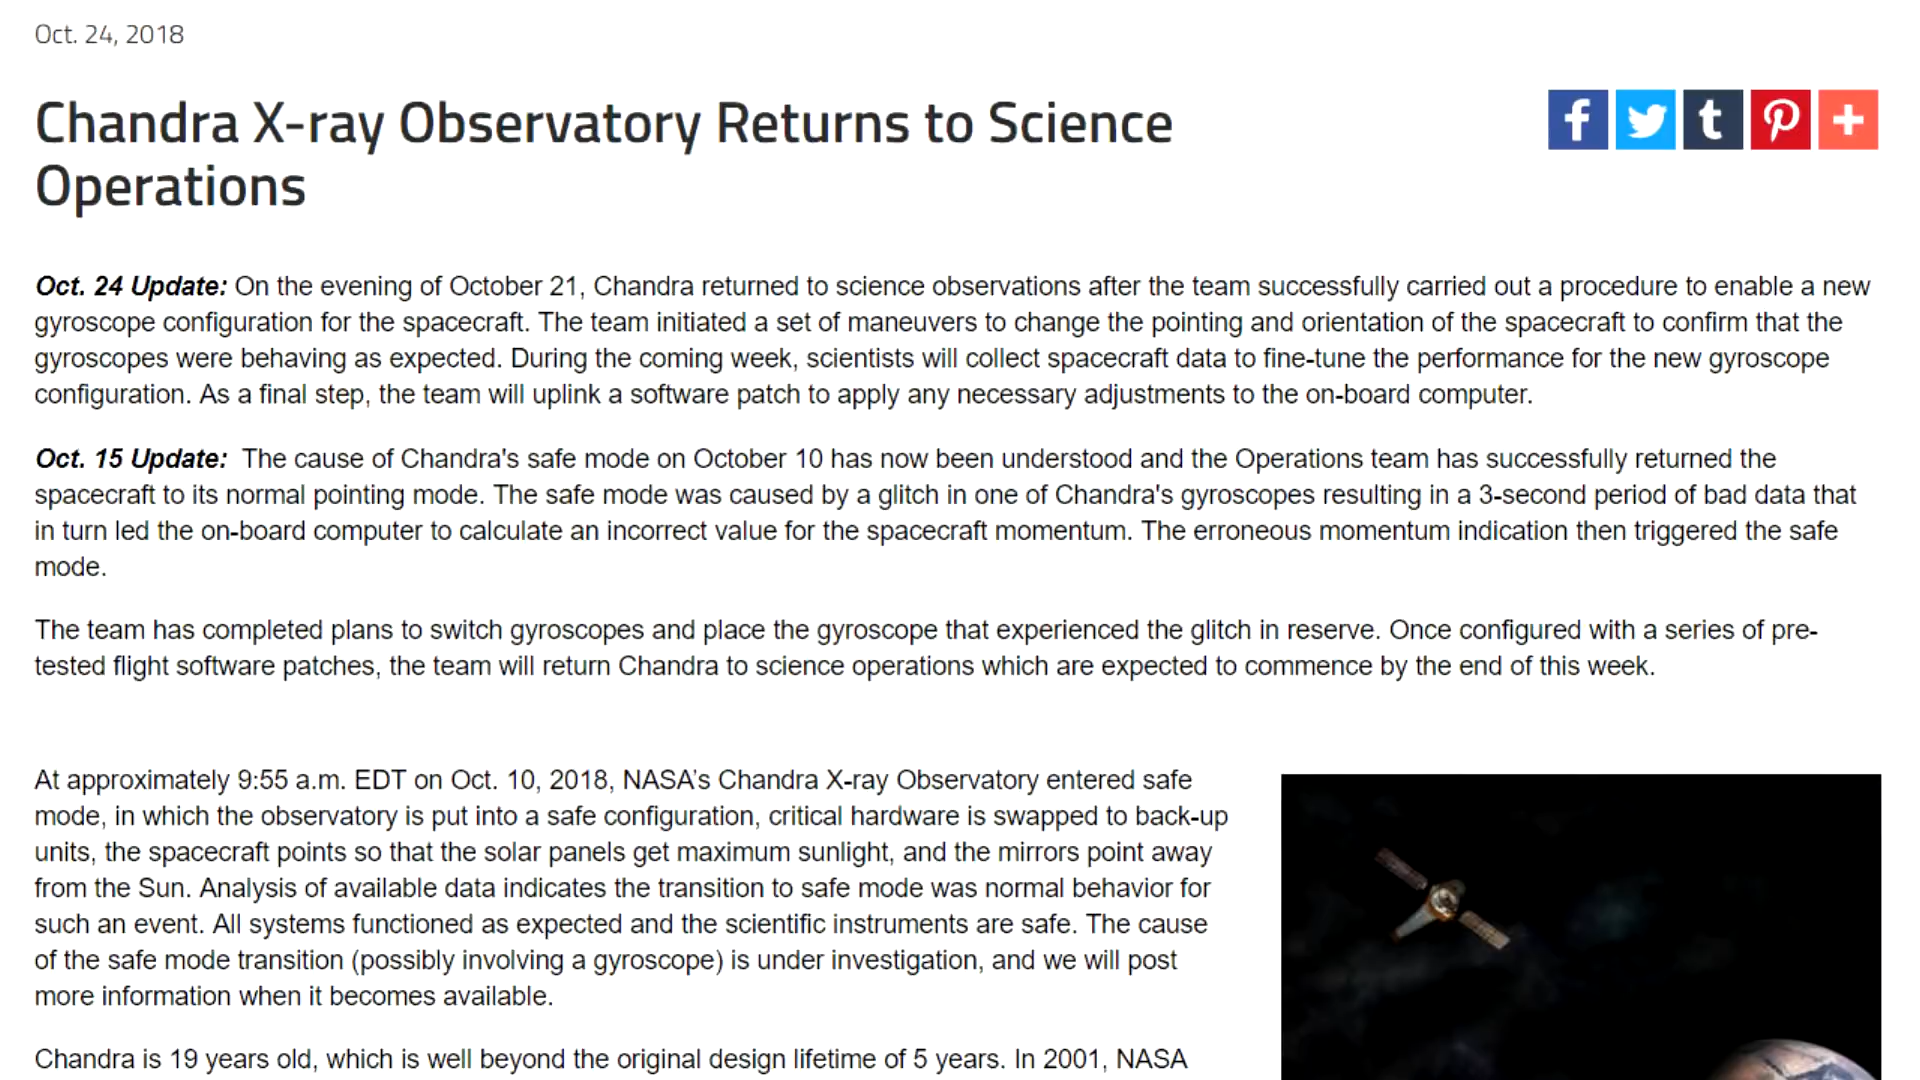 Oct. 24, 2018
Chandra X-ray Observatory Returns to Science
Operations
Oct. 24 Update: On the evening of October 21, Chandra returned to science observations after the team successfully carried out a procedure to enable a new
gyroscope configuration for the spacecraft. The team initiated a set of maneuvers to change the pointing and orientation of the spacecraft to confirm that the
gyroscopes were behaving as expected. During the coming week, scientists will collect spacecraft data to fine-tune the performance for the new gyroscope
configuration. As a final step, the team will uplink a software patch to apply any necessary adjustments to the on-board computer.
Oct. 15 Update: The cause of Chandra's safe mode on October 10 has now been understood and the Operations team has successfully returned the
spacecraft to its normal pointing mode. The safe mode was caused by a glitch in one of Chandra's gyroscopes resulting in a 3-second period of bad data that
in turn led the on-board computer to calculate an incorrect value for the spacecraft momentum. The erroneous momentum indication then triggered the safe
mode.
The team has completed plans to switch gyroscopes and place the gyroscope that experienced the glitch in reserve. Once configured with a series of pre-
tested flight software patches, the team will return Chandra to science operations which are expected to commence by the end of this week.
At approximately 9:55 a.m. EDT on Oct. 10, 2018, NASA’s Chandra X-ray Observatory entered safe
mode, in which the observatory is put into a safe configuration, critical hardware is swapped to back-up
units, the spacecraft points so that the solar panels get maximum sunlight, and the mirrors point away
from the Sun. Analysis of available data indicates the transition to safe mode was normal behavior for
such an event. All systems functioned as expected and the scientific instruments are safe. The cause
of the safe mode transition (possibly involving a gyroscope) is under investigation, and we will post
more information when it becomes available.
Chandra is 19 years old, which is well beyond the original design lifetime of 5 years. In 2001, NASA